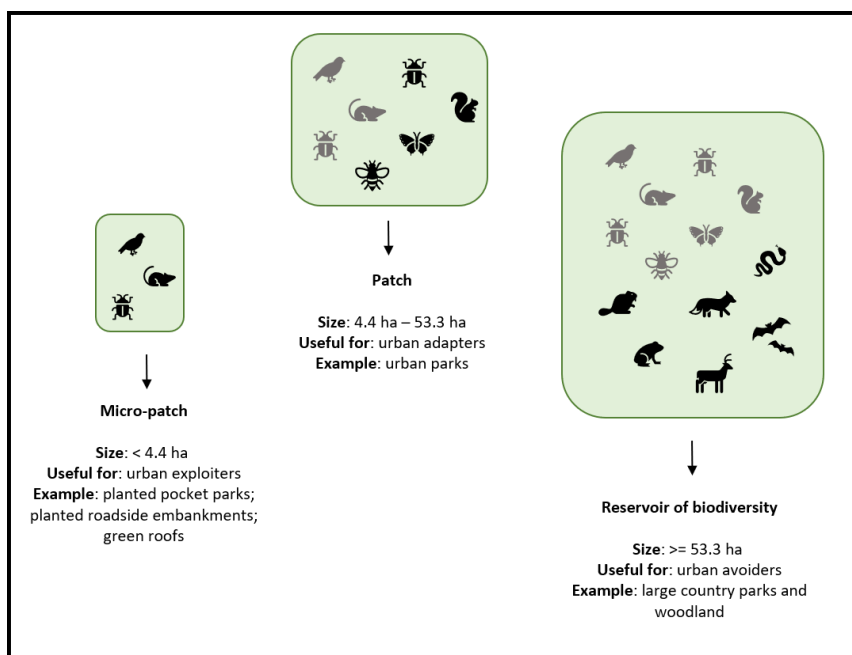 Micro-patch
Size: < 4.4 ha
Useful for: urban exploiters
Example: planted pocket parks;
planted roadside embankments;
green roofs
Patch
Size: 4.4 ha – 53.3 ha
Useful for: urban adapters
Example: urban parks
Reservoir of biodiversity
Size: >= 53.3 ha
Useful for: urban avoiders
Example: large country parks and
woodland